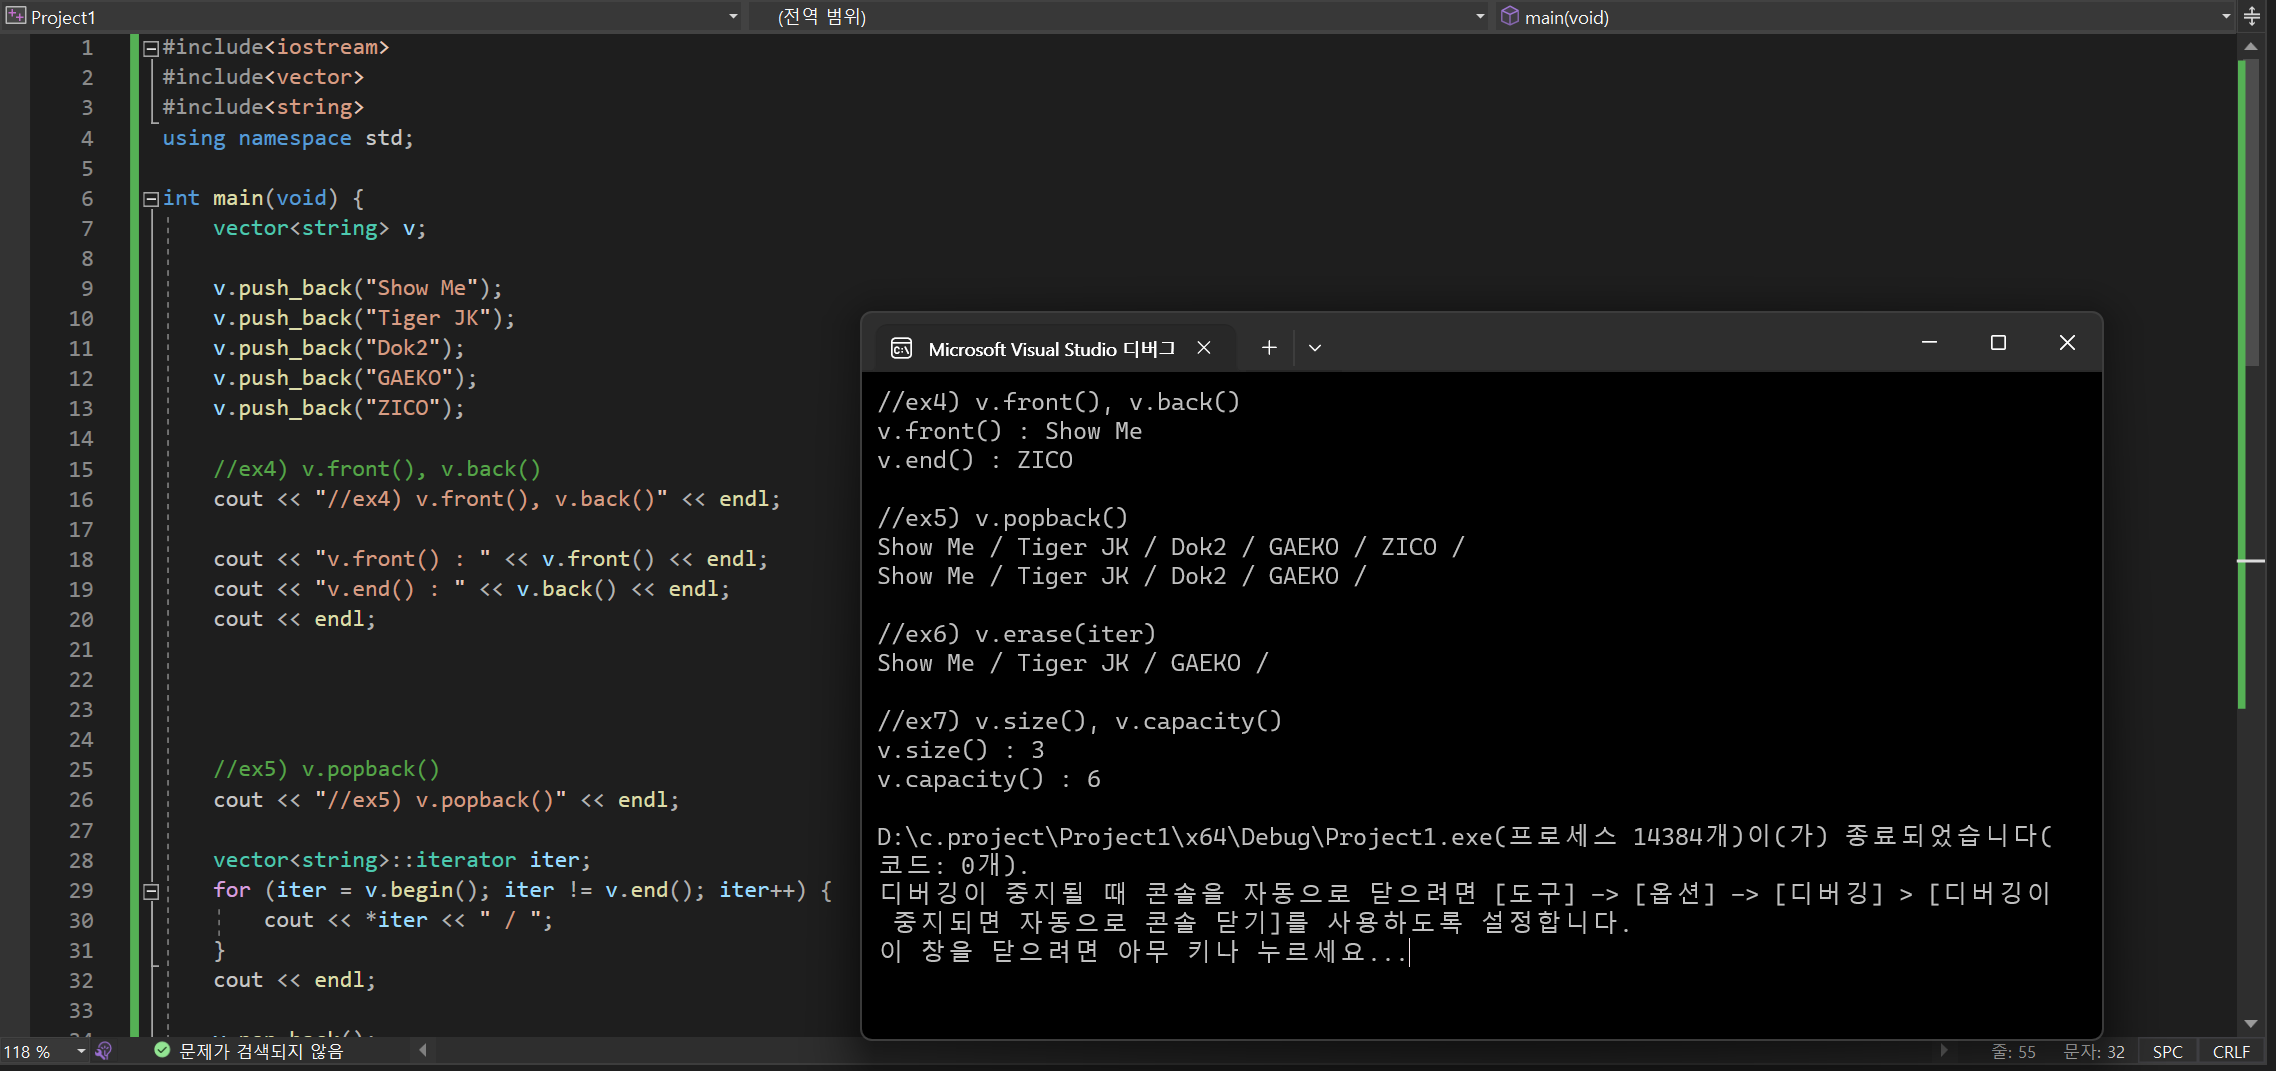 Project1 (전역 범위) main(void)
1 #include<iostream>
2 #include<vector>
3 #include<string>
4 using namespace std;
5
6 int main(void) {
7 vector<string> v;
8
9 v.push_back("Show Me");
10 v.push_back("Tiger JK");
11 v.push_back("Dok2");
12 v.push_back("GAEKO");
13 v.push_back("ZICO");
14
15 //ex4) v.front(), v.back()
16 cout << "//ex4) v.front(), v.back()" << endl;
17
18 cout << "v.front() : " << v.front() << endl;
19 cout << "v.end() : " << v.back() << endl;
20 cout << endl;
21
22
23
24
25 //ex5) v.popback()
26 cout << "//ex5) v.popback()" << endl;
27
28 vector<string>::iterator iter;
29 for (iter = v.begin(); iter != v.end(); iter++) {
30 cout << *iter << " / ";
31 }
32 cout << endl;
33
34 v.pop_back();
Microsoft Visual Studio 디버그
//ex4) v.front(), v.back()
v.front() : Show Me
v.end() : ZICO
//ex5) v.popback()
Show Me / Tiger JK / Dok2 / GAEKO / ZICO /
Show Me / Tiger JK / Dok2 / GAEKO /
//ex6) v.erase(iter)
Show Me / Tiger JK / GAEKO /
//ex7) v.size(), v.capacity()
v.size() : 3
v.capacity() : 6
D:\c.project\Project1\x64\Debug\Project1.exe(프로세스 14384개)이(가) 종료되었습니다(
코드: 0개).
디버깅이 중지될 때 콘솔을 자동으로 닫으려면 [도구] -> [옵션] -> [디버깅] > [디버깅이
중지되면 자동으로 콘솔 닫기]를 사용하도록 설정합니다.
이 창을 닫으려면 아무 키나 누르세요...
118 % 문제가 검색되지 않음 줄: 55 문자: 32 SPC CRLF